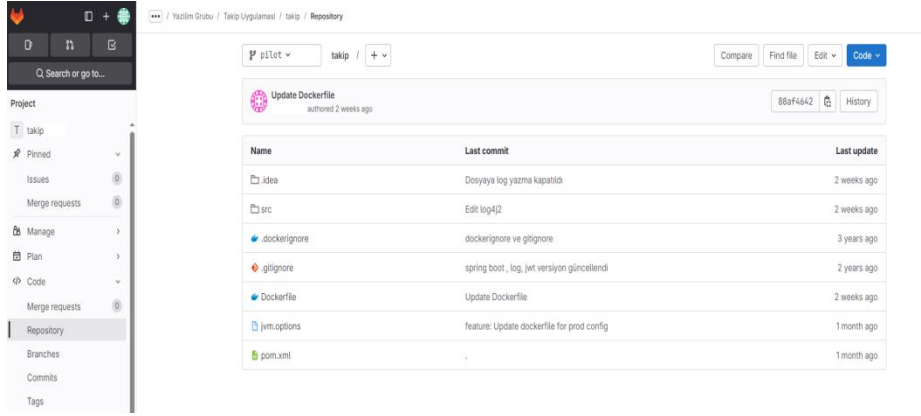 Yazilim Grubu / Takip Uygulamasi / takip / Repository
Search or go to...
Project
T takip
Pinned
Issues 0
Merge requests 0
Manage
Plan
Code
Merge requests 0
Repository
Branches
Commits
Tags
pilot takip / +
Compare Find file Edit Code
Update Dockerfile
authored 2 weeks ago
88af4642 History
Name Last commit Last update
.idea Dosyaya log yazma kapatıldı 2 weeks ago
src Edit log4j2 2 weeks ago
.dockerignore dockerignore ve gitignore 3 years ago
.gitignore spring boot , log, jwt versiyon güncellendi 2 years ago
Dockerfile Update Dockerfile 2 weeks ago
jvm.options feature: Update dockerfile for prod config 1 month ago
pom.xml . 1 month ago